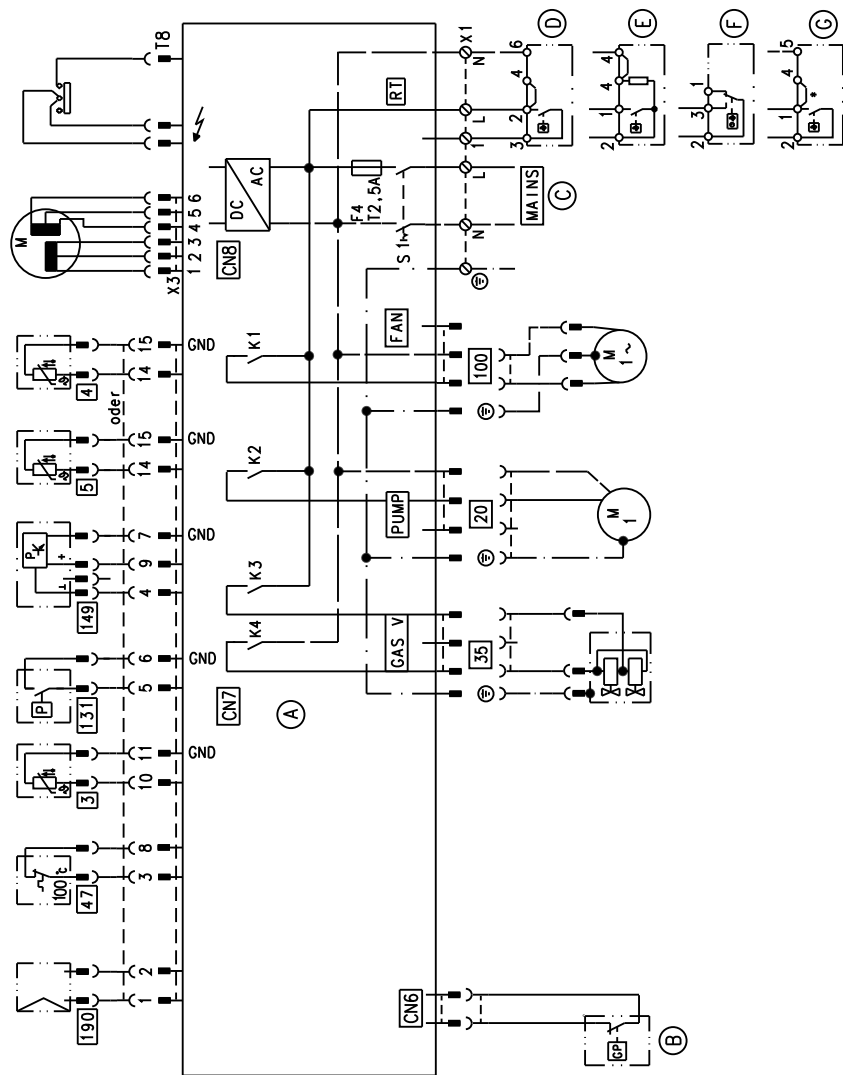 100°C
P
P K
⊥ +
M
190
47
3
131
149
5
4
oder
1 2
3 8
10 11
5 6
4 9 7
14 15
14 15
X3
T8
GND
GND
GND
GND
GND
1 2 3 4 5 6
CN7
CN8
K4
K3
K2
K1
DC
AC
A
F4
T2,5A
S1
RT
CN6
GAS V
PUMP
FAN
X1
N L 1 L N
35
20
100
MAINS
C
3 2 4 6
D
GP
B
M
1
M
1~
2 1 4 4
E
2 3 1
F
2 1 * 4 5
G